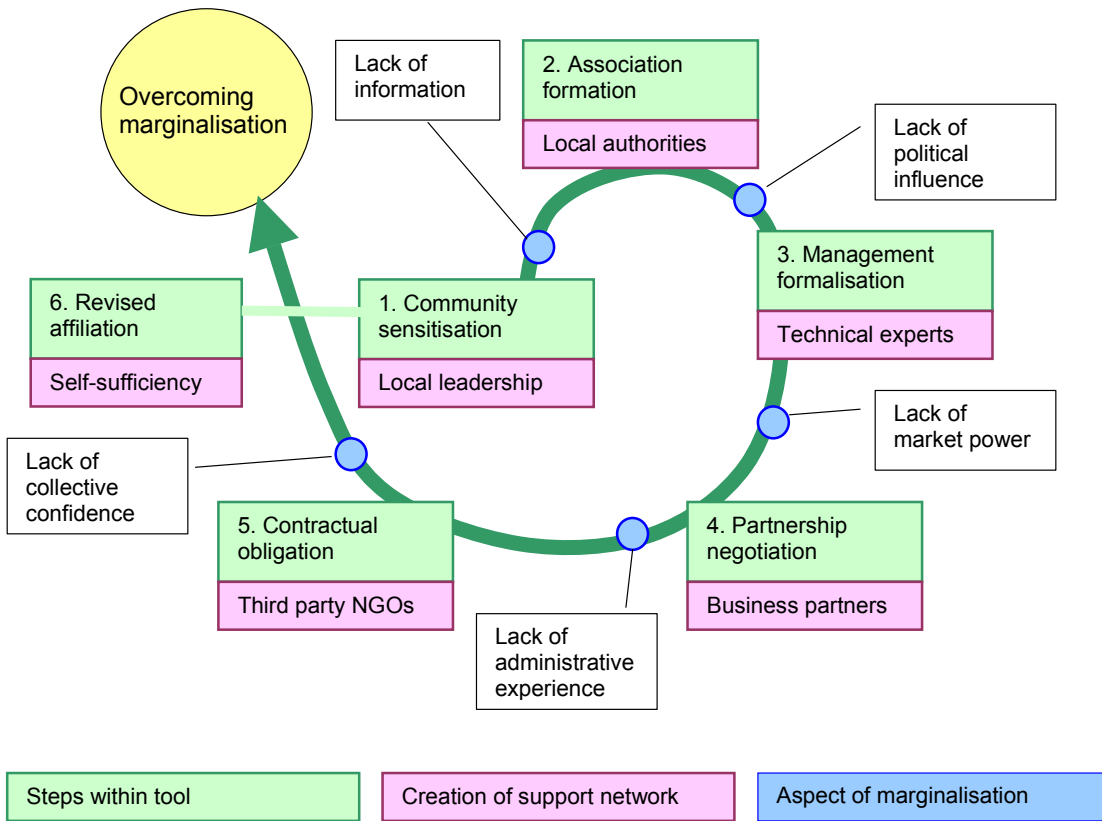 Overcoming
marginalisation
Lack of
information
2. Association
formation
Local authorities
Lack of
political
influence
3. Management
formalisation
Technical experts
6. Revised
affiliation
Self-sufficiency
1. Community
sensitisation
Local leadership
Lack of
market power
Lack of
collective
confidence
5. Contractual
obligation
Third party NGOs
4. Partnership
negotiation
Business partners
Lack of
administrative
experience
Steps within tool
Creation of support network
Aspect of marginalisation